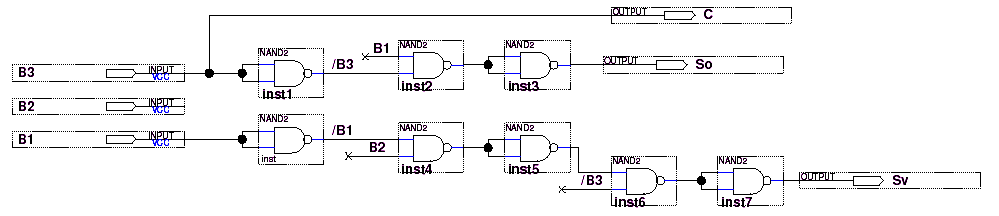 OUTPUT C
NAND2 NAND2 NAND2
B1
/B3
OUTPUT So
B3 INPUT VCC
inst1 inst2 inst3
B2 INPUT VCC
NAND2 /B1 NAND2 NAND2
B1 INPUT VCC
B2
inst inst4 inst5
NAND2 NAND2
/B3
OUTPUT Sv
inst6 inst7